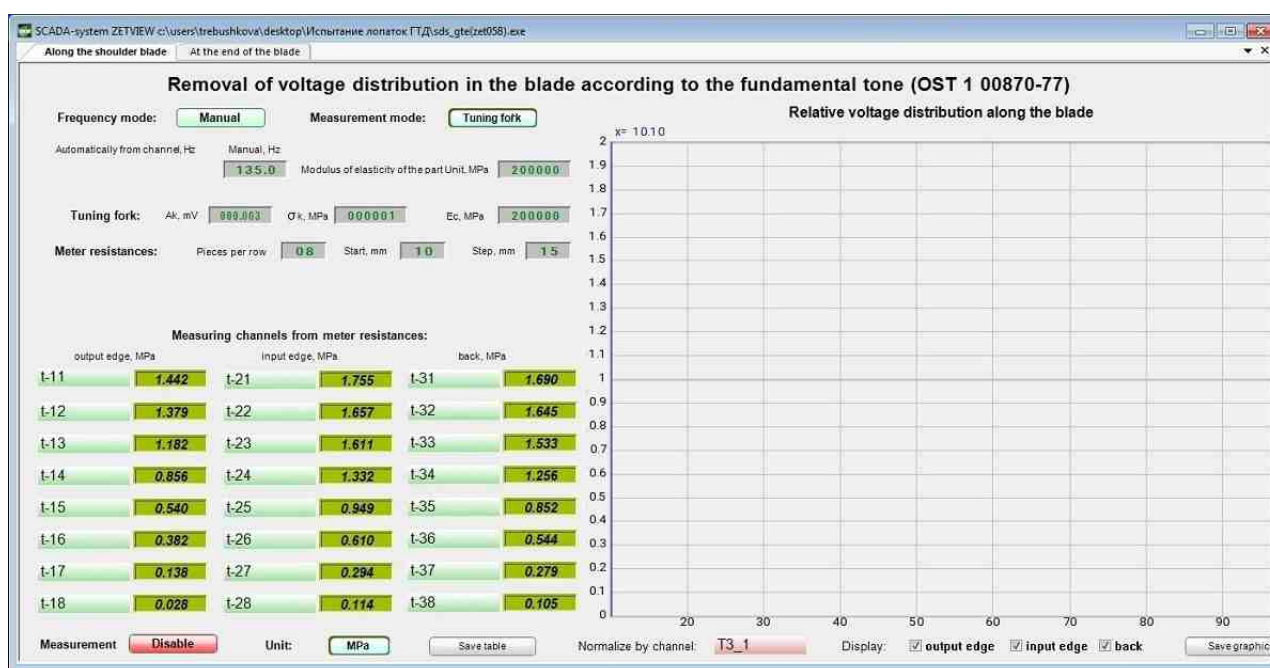 SCADA-system ZETVIEW c:\users\trebushkova\desktop\Испытание лопаток ГТД\sds_gte(zet058).exe
Along the shoulder blade At the end of the blade
Removal of voltage distribution in the blade according to the fundamental tone (OST 1 00870-77)
Frequency mode: Manual Measurement mode: Tuning fork
Automatically from channel, Hz Manual, Hz
135.0 Modulus of elasticity of the part Unit, MPa 200000
Tuning fork: Ak, mV 000.063 σk, MPa 000001 Ec, MPa 200000
Meter resistances: Pieces per row 08 Start, mm 10 Step, mm 15
Measuring channels from meter resistances:
output edge, MPa input edge, MPa back, MPa
t-11 1.442 t-21 1.755 t-31 1.690
t-12 1.379 t-22 1.657 t-32 1.645
t-13 1.182 t-23 1.611 t-33 1.533
t-14 0.856 t-24 1.332 t-34 1.256
t-15 0.540 t-25 0.949 t-35 0.852
t-16 0.382 t-26 0.610 t-36 0.544
t-17 0.138 t-27 0.294 t-37 0.279
t-18 0.028 t-28 0.114 t-38 0.105
Measurement Disable Unit: MPa Save table
Relative voltage distribution along the blade
x= 10.10
2
1.9
1.8
1.7
1.6
1.5
1.4
1.3
1.2
1.1
1
0.9
0.8
0.7
0.6
0.5
0.4
0.3
0.2
0.1
0
20 30 40 50 60 70 80 90
Normalize by channel: T3_1 Display: output edge input edge back Save graphic